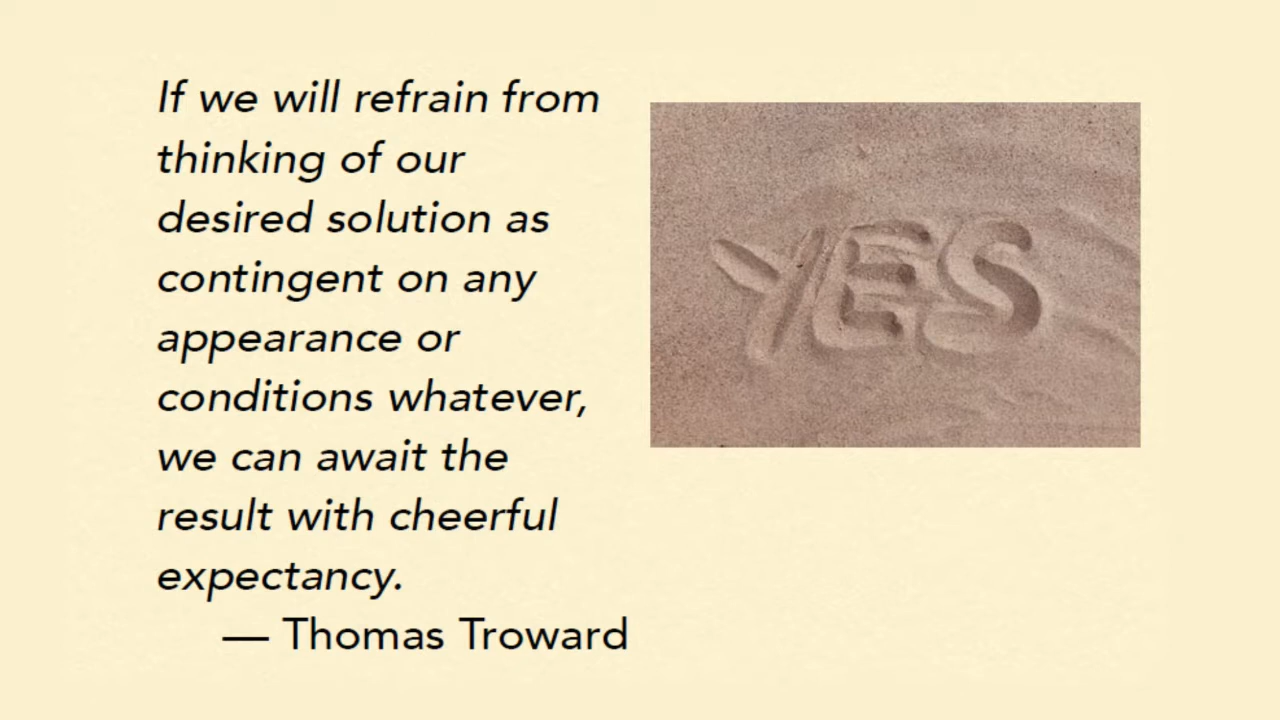 If we will refrain from
thinking of our
desired solution as
contingent on any
appearance or
conditions whatever,
we can await the
result with cheerful
expectancy.
— Thomas Troward
YES